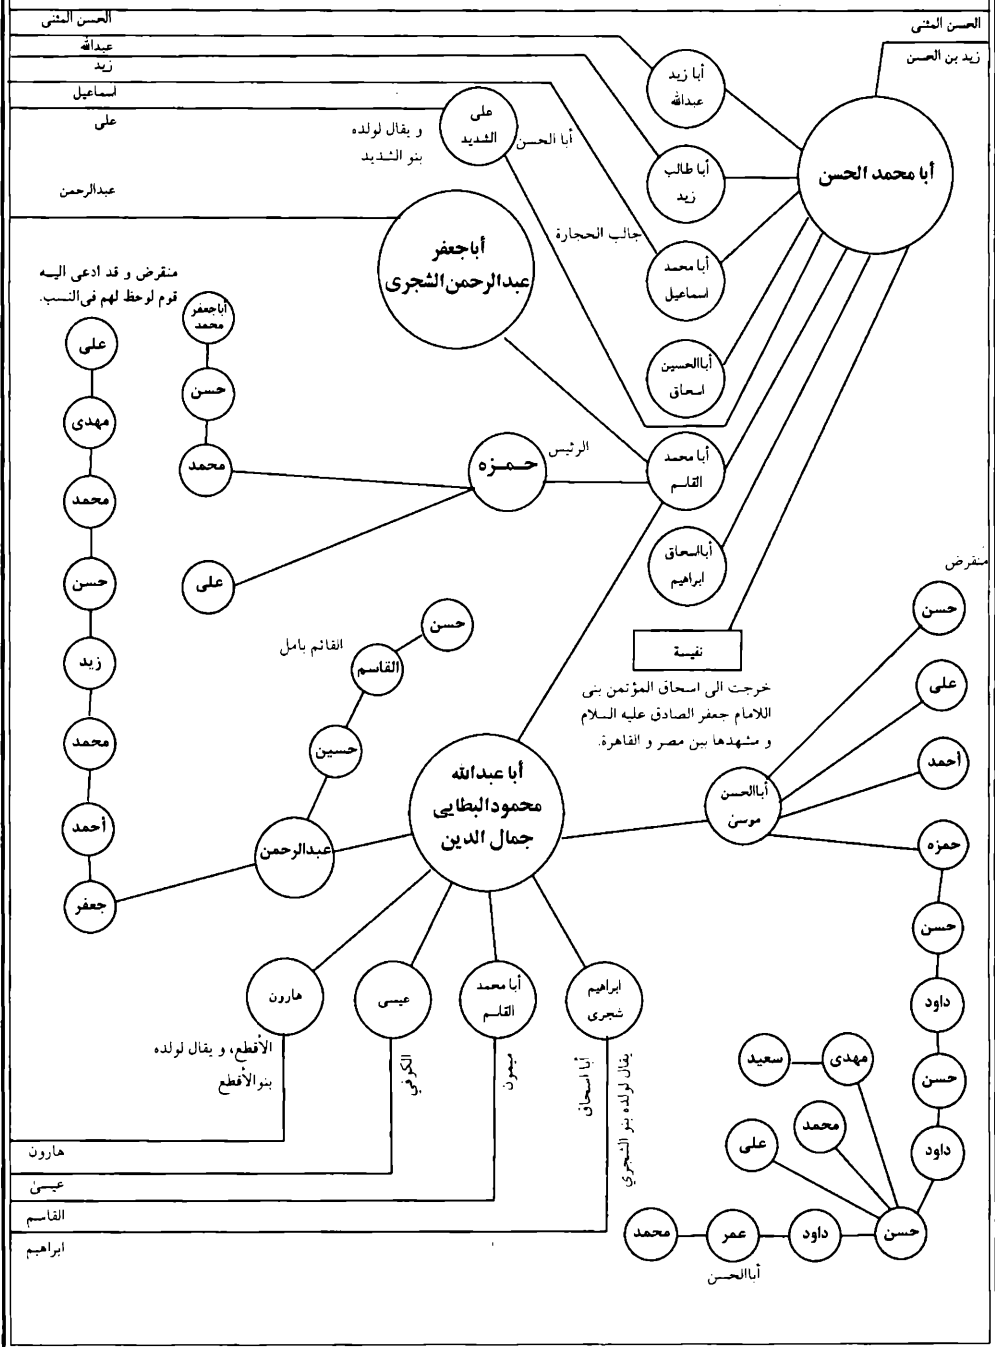 الحسن المثنى
زيد بن الحسن
الحسن المثنى
عبدالله
زيد
اسماعيل
على
عبدالرحمن
أبا محمد الحسن
أبا زيد
عبدالله
أبا طالب
زيد
جالب الحجارة
أبا محمد
اسماعيل
أباالحسين
اسحاق
أبا الحسن
على
الشديد
و يقال لولده
بنو الشديد
أبا محمد
القاسم
أبااسحاق
ابراهيم
نفيسة
خرجت الى اسحاق المؤتمن بنى
اللامام جعفر الصادق عليه السلام
و مشهدها بين مصر و القاهرة.
أباجعفر
عبدالرحمن الشجرى
الرئيس
حمزه
محمد
حسن
أباجعفر
محمد
على
منقرض و قد ادعى اليه
قوم لوحظ لهم فى النسب.
على
مهدى
محمد
حسن
زيد
محمد
أحمد
جعفر
حسن
القائم بامل
القاسم
حسين
عبدالرحمن
أبا عبدالله
محمود البطايى
جمال الدين
أباالحسن
موسىٰ
منقرض
حسن
على
أحمد
حمزه
حسن
داود
حسن
داود
حسن
مهدى
سعيد
محمد
على
داود
عمر
أباالحسن
محمد
ابراهيم
شجرى
أبا اسحاق
يقال لولده بنو الشجري
أبا محمد
القاسم
ميمون
عيسى
الكوفي
هارون
الأقطع، و يقال لولده
بنوالأقطع
هارون
عيسىٰ
القاسم
ابراهيم